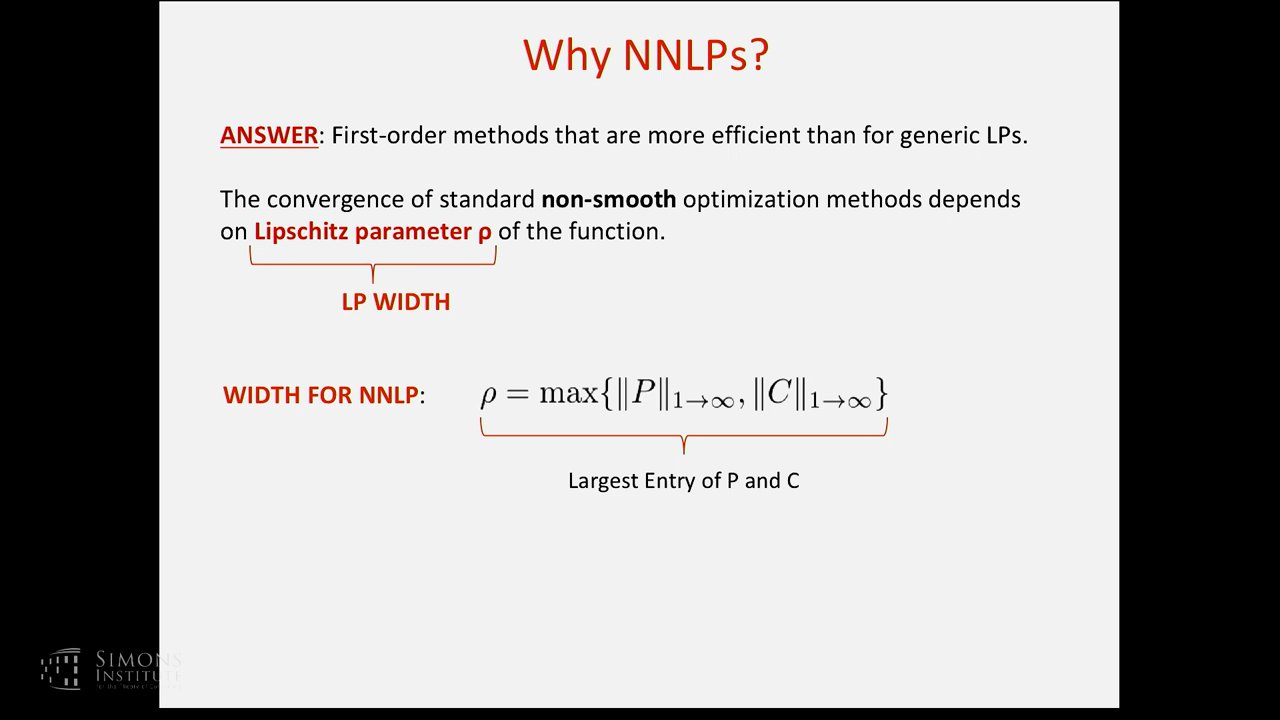 Why NNLPs?
ANSWER: First-order methods that are more efficient than for generic LPs.
The convergence of standard non-smooth optimization methods depends
on Lipschitz parameter ρ of the function.
LP WIDTH
WIDTH FOR NNLP: ρ = max{‖P‖₁→∞, ‖C‖₁→∞}
Largest Entry of P and C
SIMONS
INSTITUTE